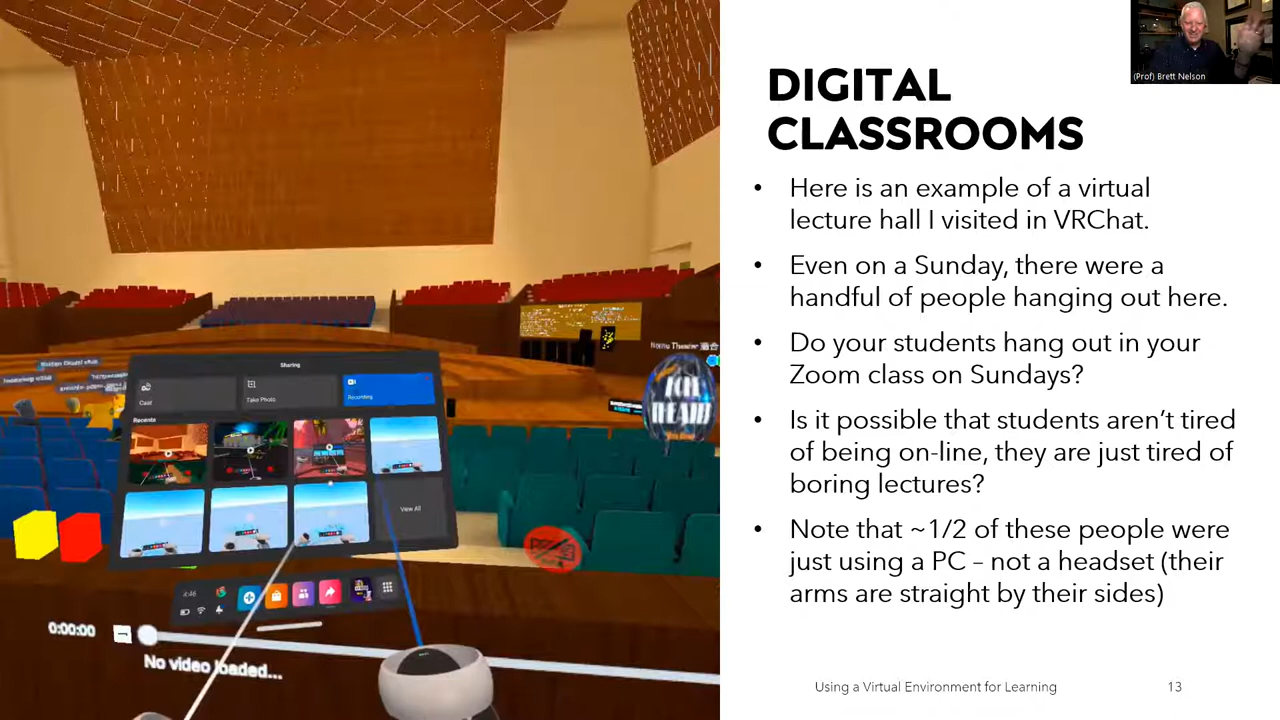 (Prof) Brett Nelson
DIGITAL
CLASSROOMS
• Here is an example of a virtual
lecture hall I visited in VRChat.
• Even on a Sunday, there were a
handful of people hanging out here.
• Do your students hang out in your
Zoom class on Sundays?
• Is it possible that students aren’t tired
of being on-line, they are just tired of
boring lectures?
• Note that ~1/2 of these people were
just using a PC – not a headset (their
arms are straight by their sides)
Using a Virtual Environment for Learning
13
Sharing
Cast
Take Photo
Recording
Recents
View All
4:46
0:00:00
No video loaded...